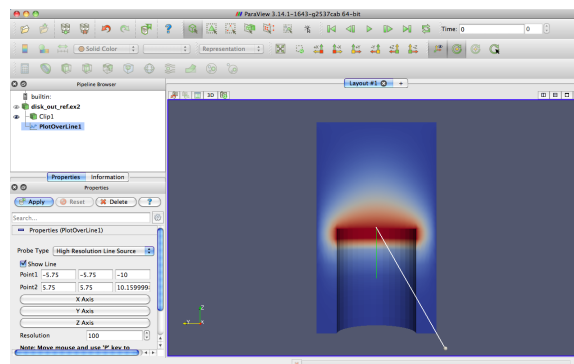 ParaView 3.14.1-1643-g2537cab 64-bit
Time: 0 0
Solid Color
Representation
3D
Pipeline Browser
Layout #1 +
builtin:
disk_out_ref.ex2
Clip1
PlotOverLine1
Properties Information
Properties
Apply Reset Delete ?
Search...
Properties (PlotOverLine1)
Probe Type High Resolution Line Source
Show Line
Point1 -5.75 -5.75 -10
Point2 5.75 5.75 10.159999
X Axis
Y Axis
Z Axis
Resolution
Note: Move mouse and use 'P' key to
Z
Y X